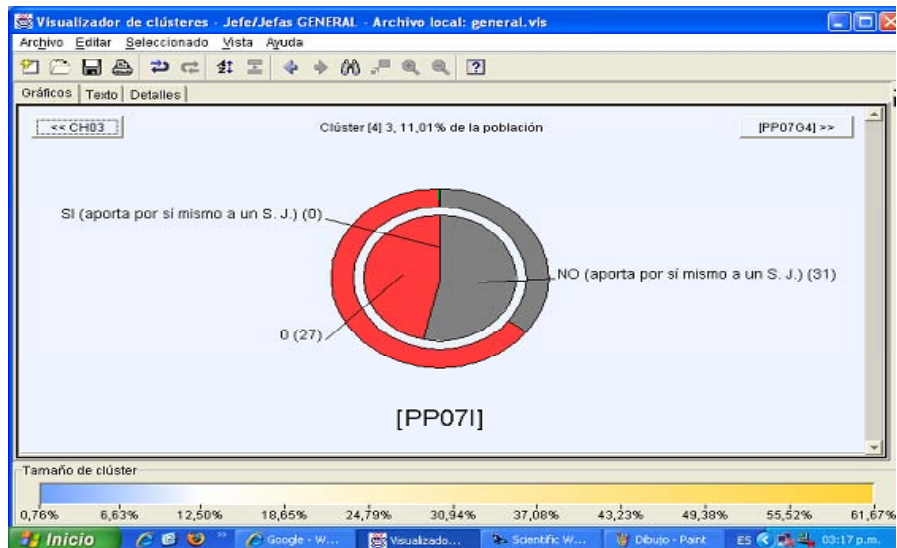 Visualizador de clústeres - Jefe/Jefas GENERAL - Archivo local: general.vis
Archivo Editar Seleccionado Vista Ayuda
Gráficos Texto Detalles
<< CH03
Clúster [4] 3, 11,01% de la población
[PP07G4] >>
SI (aporta por sí mismo a un S. J.) (0)
NO (aporta por sí mismo a un S. J.) (31)
0 (27)
[PP07I]
Tamaño de clúster
0,76% 6,63% 12,50% 18,65% 24,79% 30,94% 37,08% 43,23% 49,38% 55,52% 61,67%
Inicio Google - W... Visualizado... Scientific W... Dibujo - Paint ES 03:17 p.m.